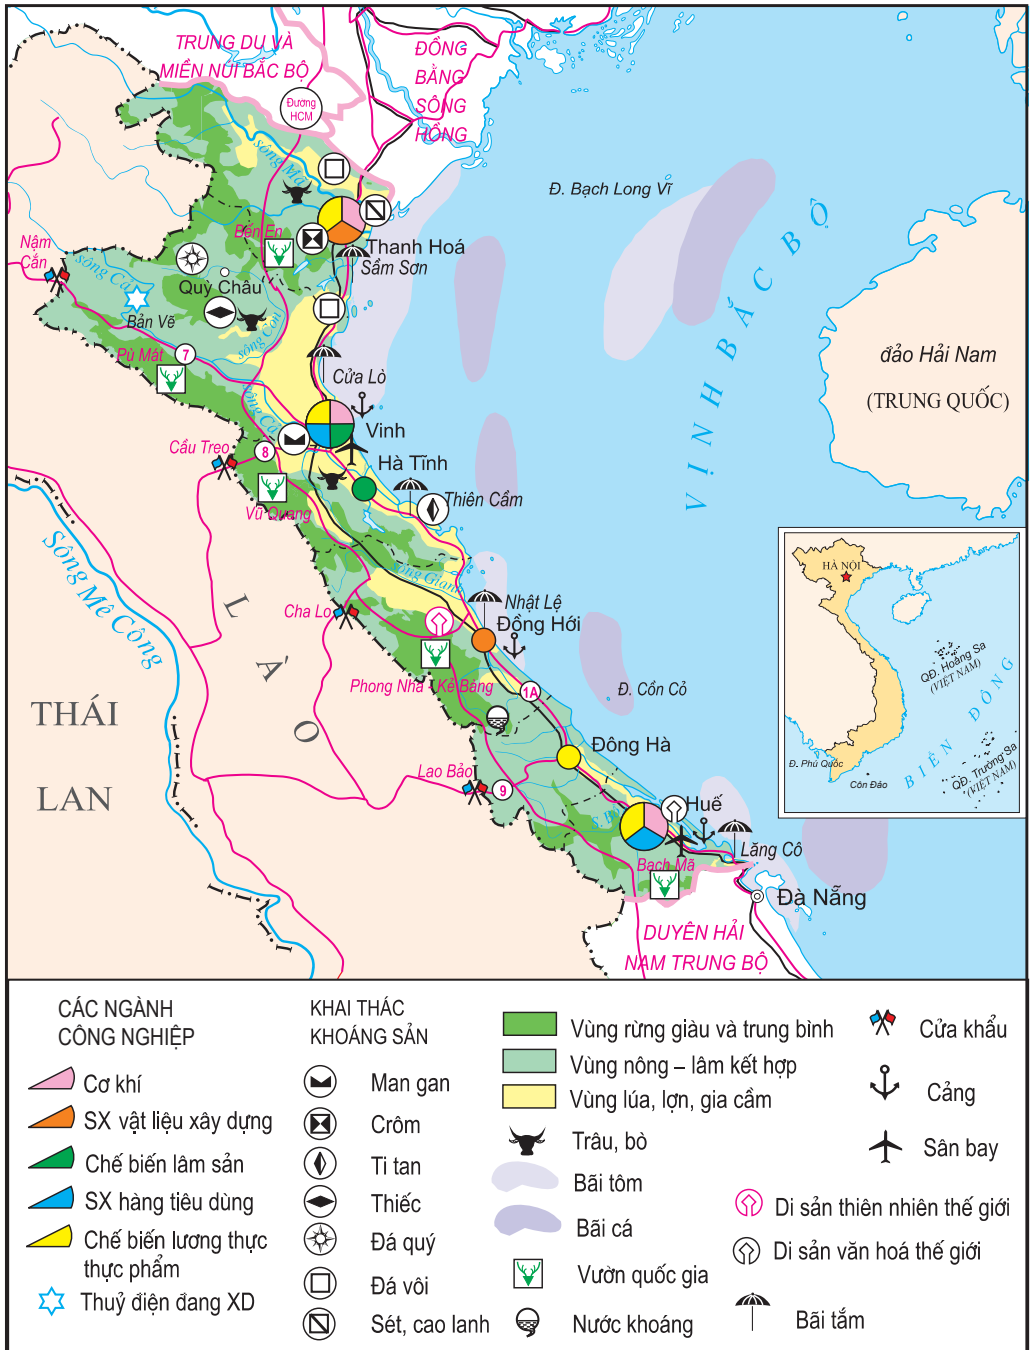 TRUNG DU VÀ
MIỀN NÚI BẮC BỘ
ĐỒNG
BẰNG
SÔNG
HỒNG
Đường
HCM
sông Mã
Đ. Bạch Long Vĩ
Bến En
Thanh Hoá
Sầm Sơn
Nậm
Cắn
sông Cả
Quỳ Châu
Bản Vẽ
sông Con
Pù Mát
7
Cửa Lò
VỊNH BẮC BỘ
đảo Hải Nam
(TRUNG QUỐC)
sông Cả
Vinh
Cầu Treo
8
Hà Tĩnh
Vũ Quang
Thiên Cầm
Sông Mê Công
sông Gianh
LÀO
Cha Lo
Nhật Lệ
Đồng Hới
Phong Nha - Kẻ Bàng
1A
Đ. Cồn Cỏ
THÁI
LAN
Đông Hà
Lao Bảo
9
Huế
Bạch Mã
Lăng Cô
Đà Nẵng
DUYÊN HẢI
NAM TRUNG BỘ
HÀ NỘI
QĐ. Hoàng Sa
(VIỆT NAM)
BIỂN ĐÔNG
Đ. Phú Quốc
Côn Đảo
QĐ. Trường Sa
(VIỆT NAM)
CÁC NGÀNH
CÔNG NGHIỆP
Cơ khí
SX vật liệu xây dựng
Chế biến lâm sản
SX hàng tiêu dùng
Chế biến lương thực
thực phẩm
Thuỷ điện đang XD
KHAI THÁC
KHOÁNG SẢN
Man gan
Crôm
Ti tan
Thiếc
Đá quý
Đá vôi
Sét, cao lanh
Vùng rừng giàu và trung bình
Vùng nông – lâm kết hợp
Vùng lúa, lợn, gia cầm
Trâu, bò
Bãi tôm
Bãi cá
Vườn quốc gia
Nước khoáng
Cửa khẩu
Cảng
Sân bay
Di sản thiên nhiên thế giới
Di sản văn hoá thế giới
Bãi tắm